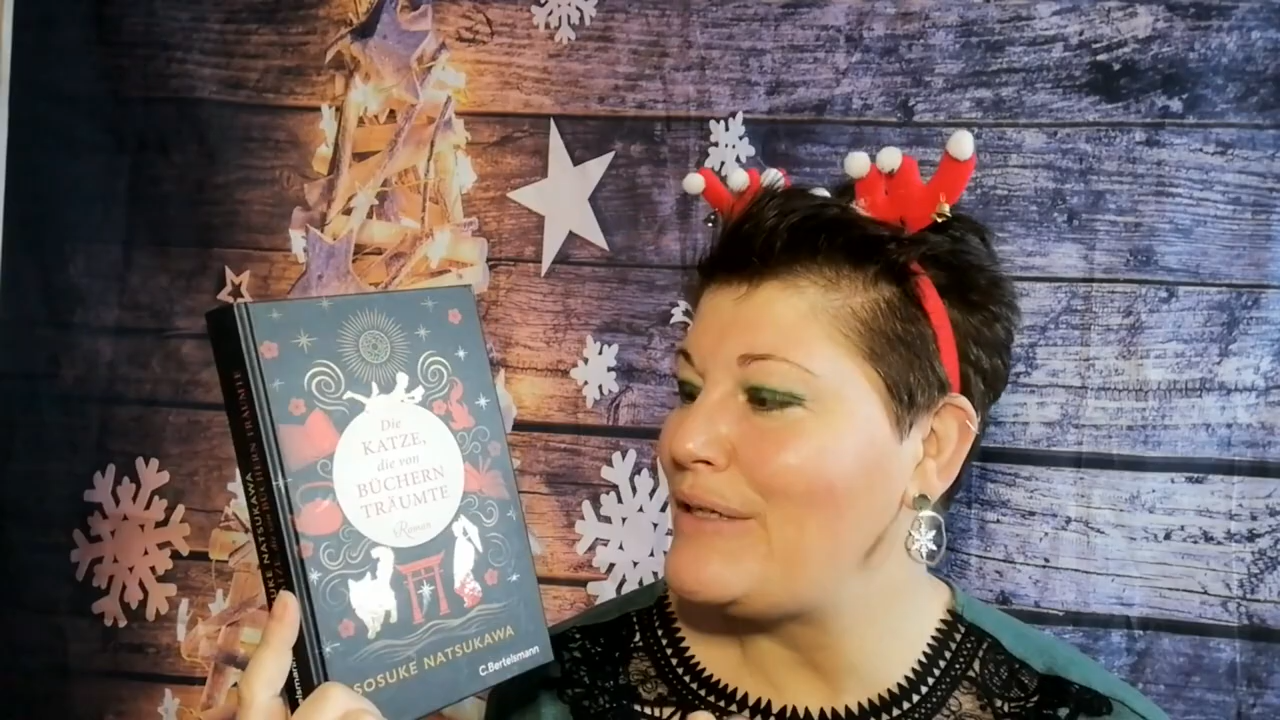 Die
KATZE,
die von
BÜCHERN
TRÄUMTE
Roman
SOSUKE NATSUKAWA
C.Bertelsmann